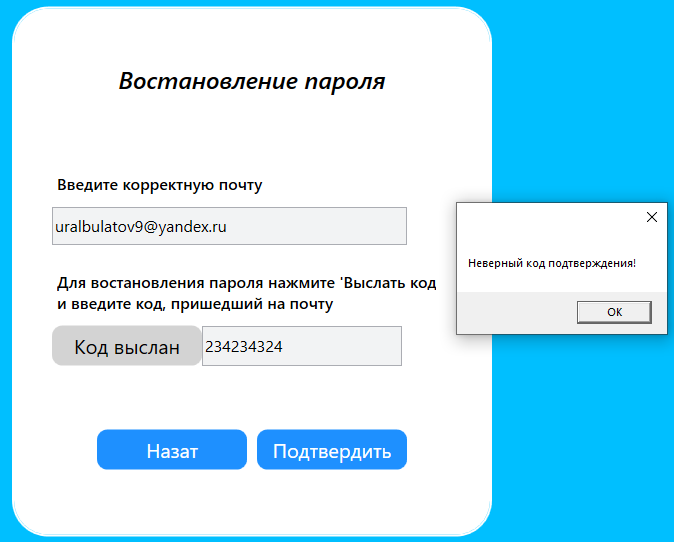 Востановление пароля
Введите корректную почту
uralbulatov9@yandex.ru
Неверный код подтверждения!
OK
Для востановления пароля нажмите 'Выслать код
и введите код, пришедший на почту
Код выслан
234234324
Назат
Подтвердить